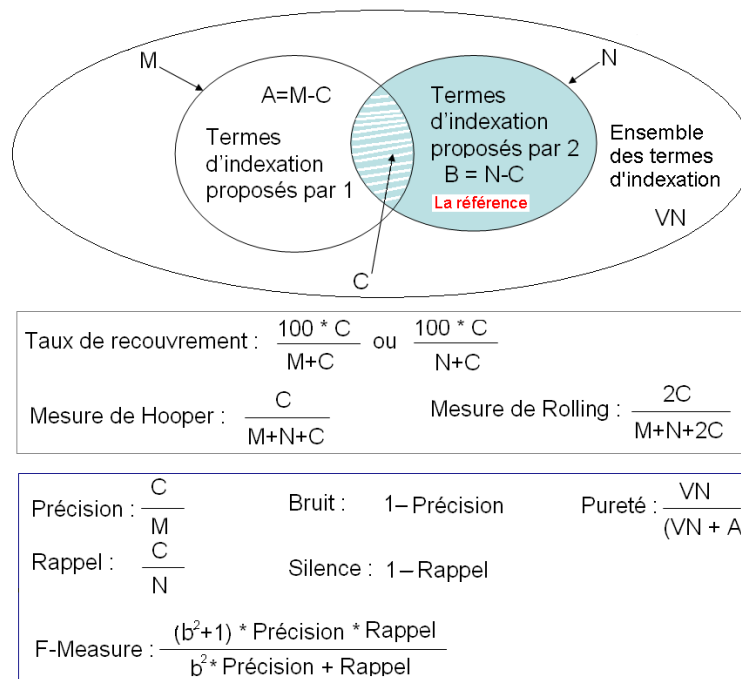 M
N
A=M-C
Termes
d'indexation
proposés par 1
Termes
d'indexation
proposés par 2
B = N-C
La référence
Ensemble
des termes
d'indexation
VN
C
Taux de recouvrement : 100 * C / M+C ou 100 * C / N+C
Mesure de Hooper : C / M+N+C
Mesure de Rolling : 2C / M+N+2C
Précision : C / M
Bruit : 1–Précision
Pureté : VN / (VN + A
Rappel : C / N
Silence : 1–Rappel
F-Measure : (b²+1) * Précision * Rappel / b²* Précision + Rappel